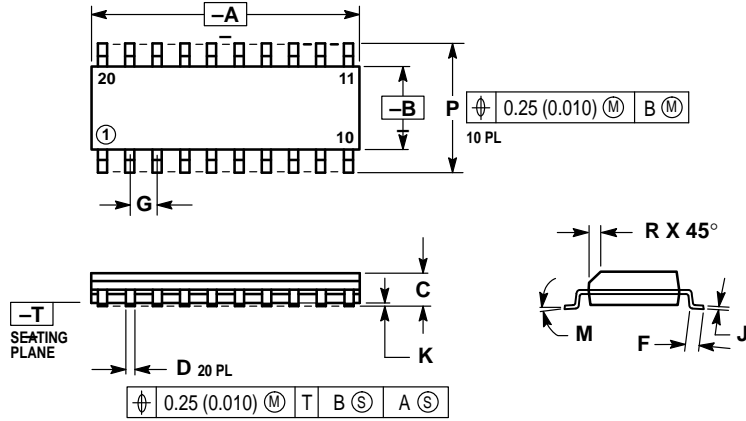 –A
–
20 11
–B
–
P
⌖ 0.25 (0.010) Ⓜ B Ⓜ
10 PL
① 10
G
R X 45°
C
–T
–
SEATING
PLANE
K
M
F
J
D 20 PL
⌖ 0.25 (0.010) Ⓜ T B Ⓢ A Ⓢ